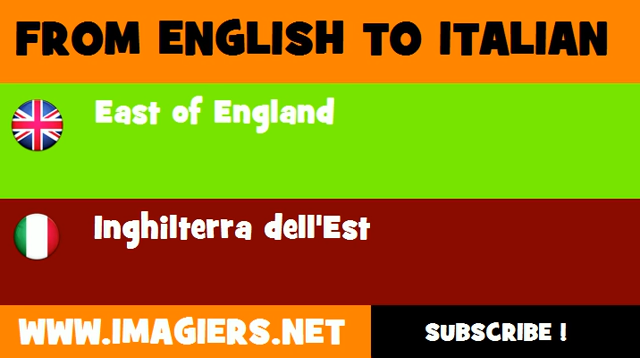 FROM ENGLISH TO ITALIAN
East of England
Inghilterra dell'Est
WWW.IMAGIERS.NET
SUBSCRIBE !